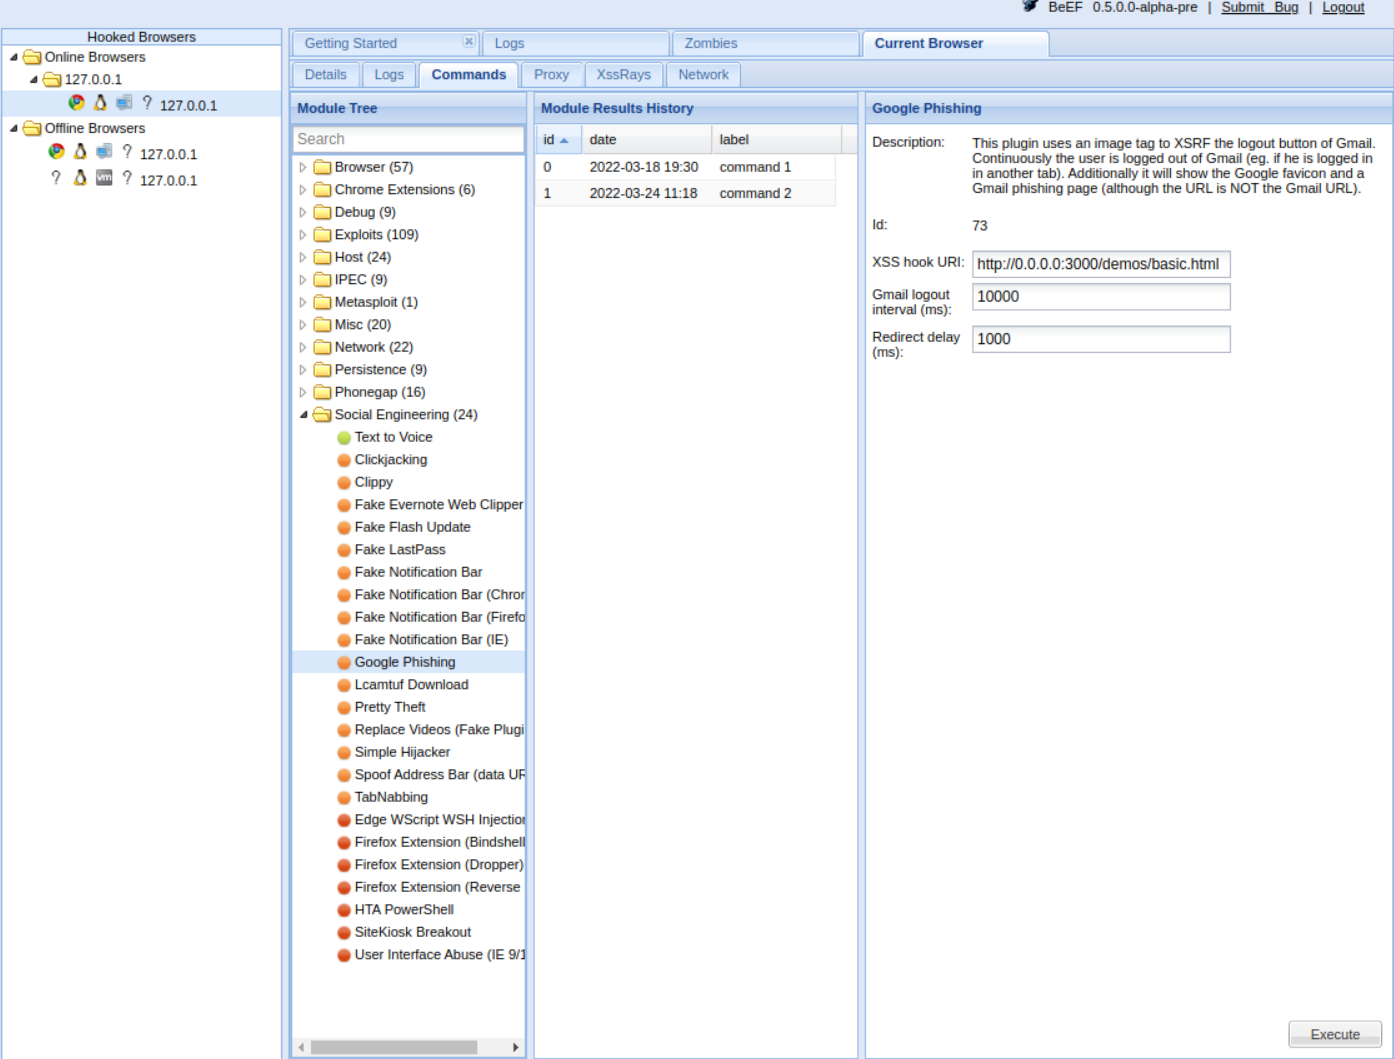 BeEF 0.5.0.0-alpha-pre | Submit Bug | Logout
Hooked Browsers
Online Browsers
127.0.0.1
? 127.0.0.1
Offline Browsers
? 127.0.0.1
? vm 127.0.0.1
Getting Started
Logs
Zombies
Current Browser
Details
Logs
Commands
Proxy
XssRays
Network
Module Tree
Search
Browser (57)
Chrome Extensions (6)
Debug (9)
Exploits (109)
Host (24)
IPEC (9)
Metasploit (1)
Misc (20)
Network (22)
Persistence (9)
Phonegap (16)
Social Engineering (24)
Text to Voice
Clickjacking
Clippy
Fake Evernote Web Clipper
Fake Flash Update
Fake LastPass
Fake Notification Bar
Fake Notification Bar (Chror
Fake Notification Bar (Firefo
Fake Notification Bar (IE)
Google Phishing
Lcamtuf Download
Pretty Theft
Replace Videos (Fake Plugi
Simple Hijacker
Spoof Address Bar (data UR
TabNabbing
Edge WScript WSH Injection
Firefox Extension (Bindshell
Firefox Extension (Dropper)
Firefox Extension (Reverse
HTA PowerShell
SiteKiosk Breakout
User Interface Abuse (IE 9/1
Module Results History
id date label
0 2022-03-18 19:30 command 1
1 2022-03-24 11:18 command 2
Google Phishing
Description:
This plugin uses an image tag to XSRF the logout button of Gmail.
Continuously the user is logged out of Gmail (eg. if he is logged in
in another tab). Additionally it will show the Google favicon and a
Gmail phishing page (although the URL is NOT the Gmail URL).
Id: 73
XSS hook URI: http://0.0.0.0:3000/demos/basic.html
Gmail logout
interval (ms):
10000
Redirect delay
(ms):
1000
Execute